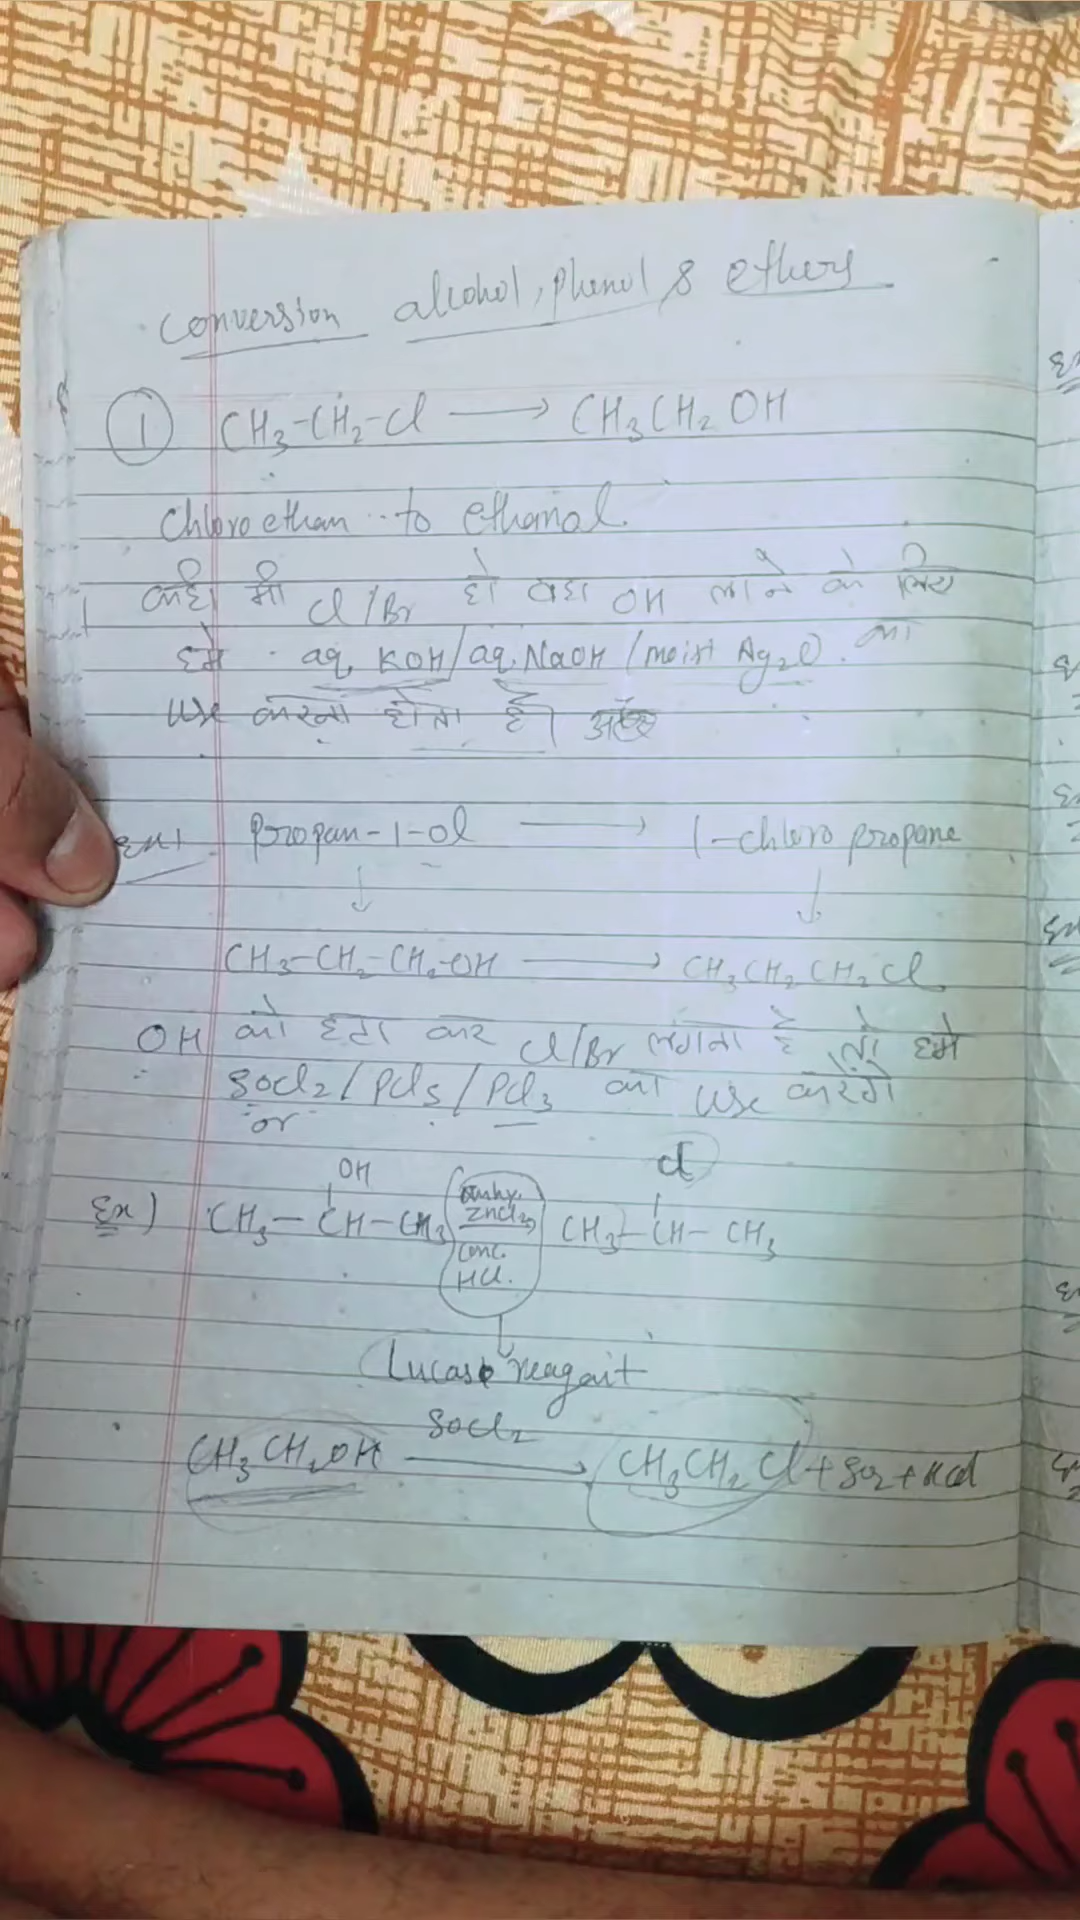 conversion alcohol, phenol & ethers
① CH₃-CH₂-Cl ⟶ CH₃CH₂OH
Chloroethan to ethanol
कही भी Cl/Br हो वहा OH लाने के लिए
हमे aq. KOH/aq. NaOH/moist Ag₂O का
use करना होता है।
Ex1 Propan-1-ol ⟶ 1-chloro propane
↓ ↓
CH₃-CH₂-CH₂-OH ⟶ CH₃CH₂CH₂Cl
OH को हटा कर Cl/Br लगाना है तो हमे
SOCl₂/PCl₅/PCl₃ का use करेगे
or
OH Cl
Ex) CH₃-CH-CH₃ anhy. ZnCl₂ CH₃-CH-CH₃
conc. HCl.
Lucas reagait
SOCl₂
CH₃CH₂OH ⟶ CH₃CH₂Cl + SO₂ + HCl